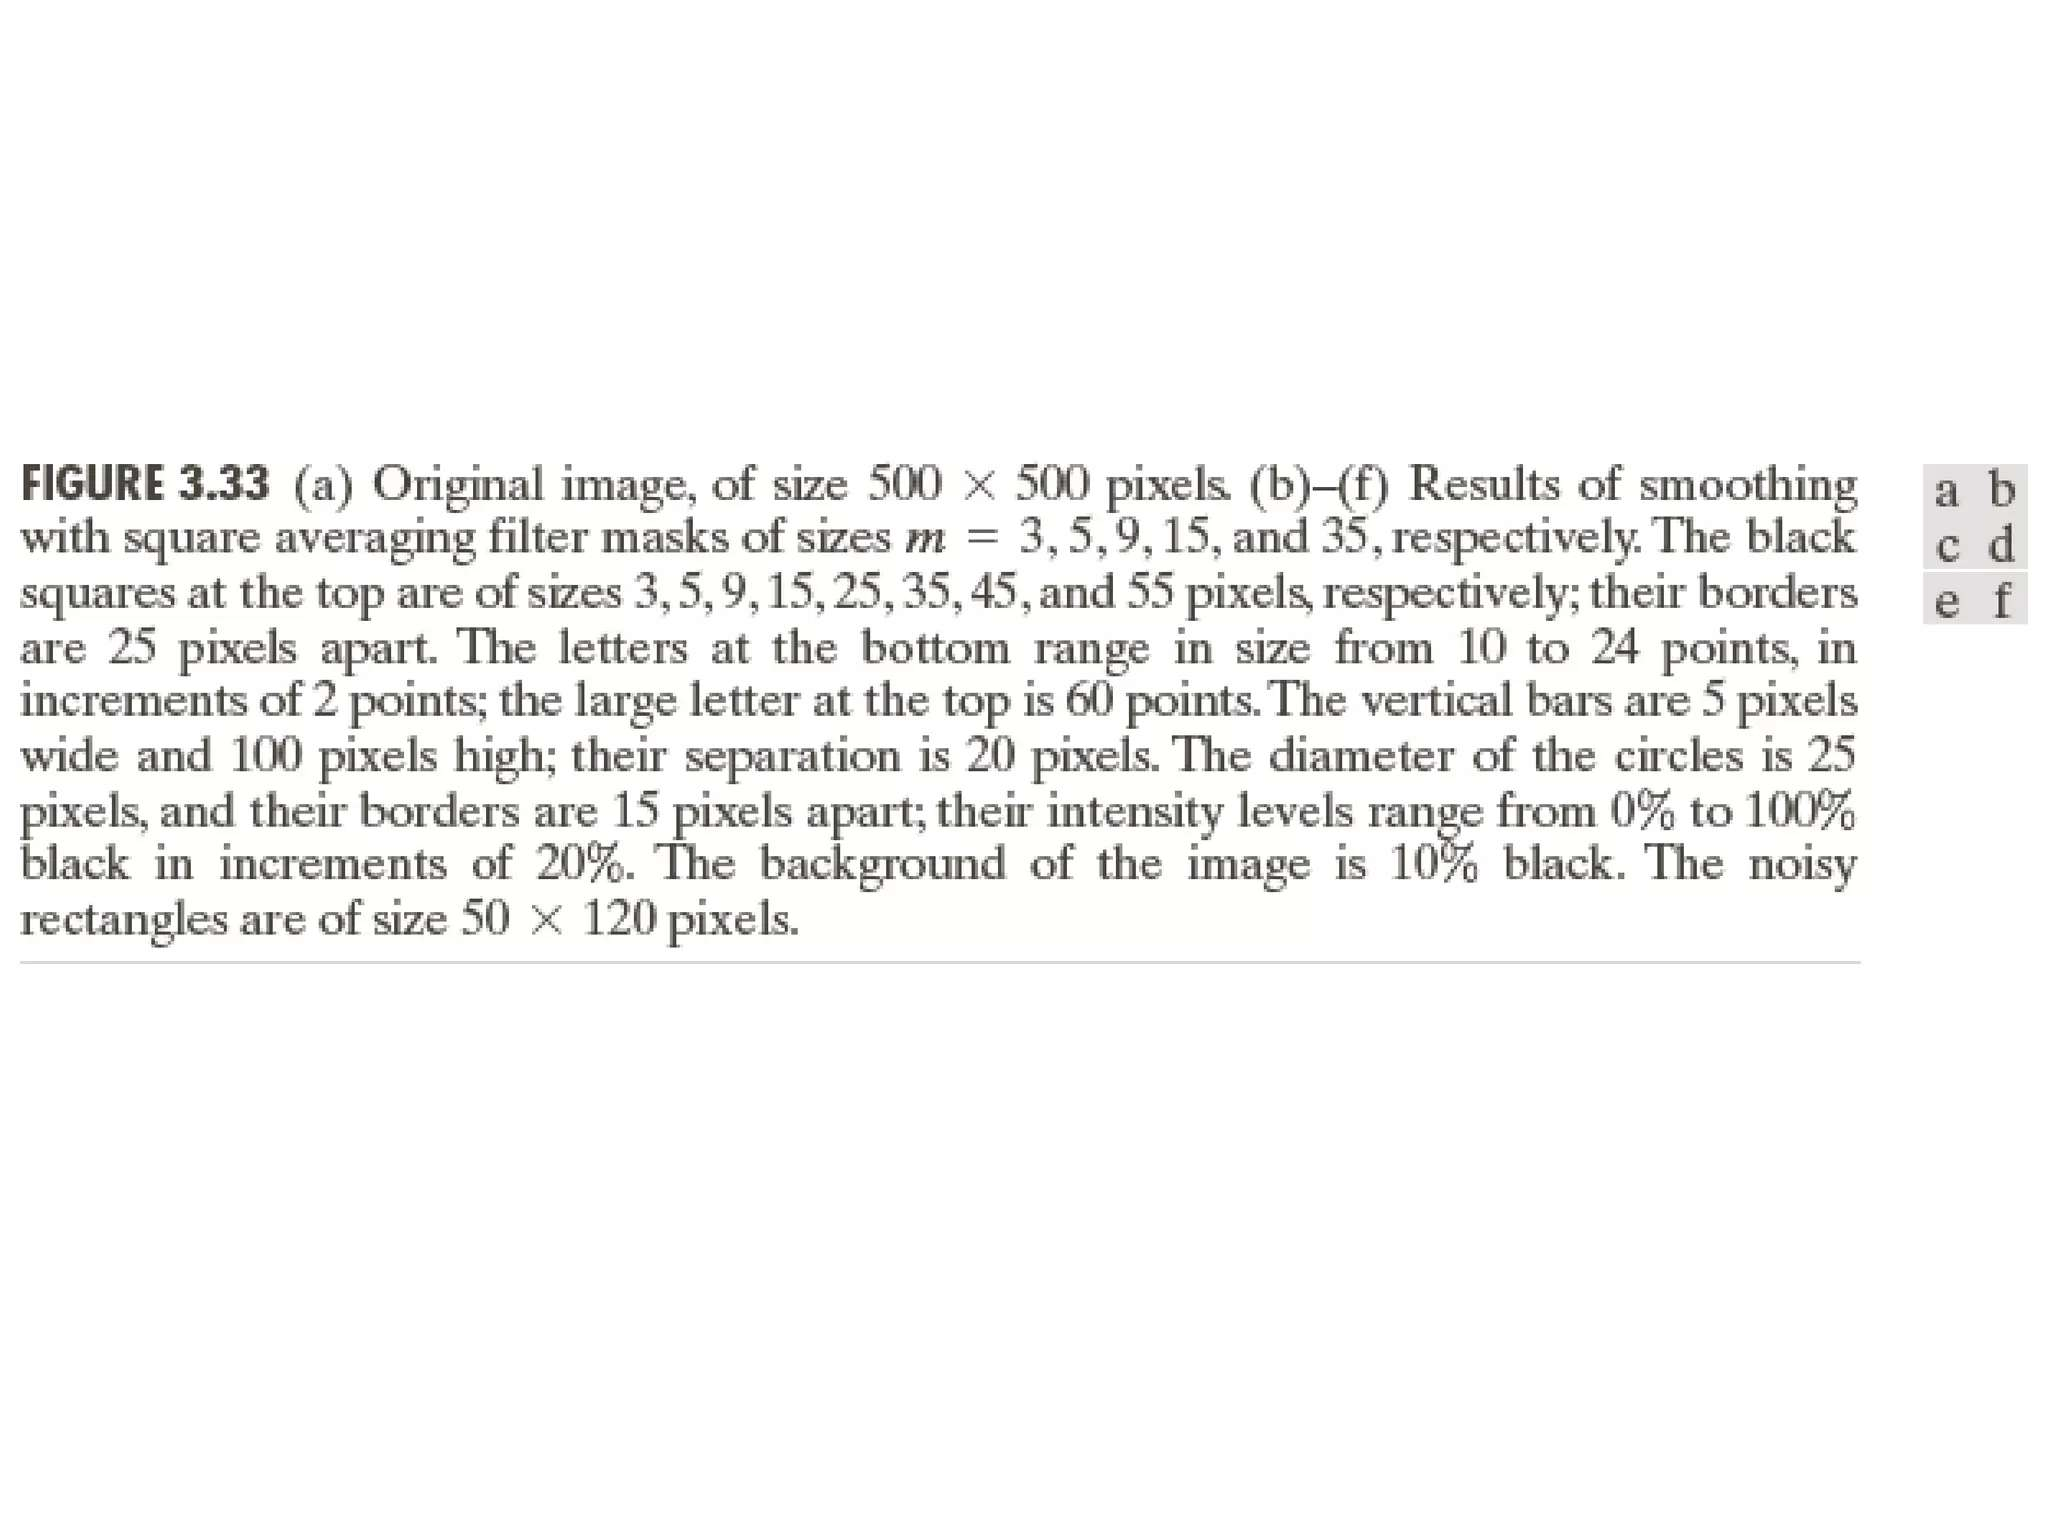 FIGURE 3.33 (a) Original image, of size 500 × 500 pixels. (b)–(f) Results of smoothing
with square averaging filter masks of sizes m = 3, 5, 9, 15, and 35, respectively. The black
squares at the top are of sizes 3, 5, 9, 15, 25, 35, 45, and 55 pixels, respectively; their borders
are 25 pixels apart. The letters at the bottom range in size from 10 to 24 points, in
increments of 2 points; the large letter at the top is 60 points. The vertical bars are 5 pixels
wide and 100 pixels high; their separation is 20 pixels. The diameter of the circles is 25
pixels, and their borders are 15 pixels apart; their intensity levels range from 0% to 100%
black in increments of 20%. The background of the image is 10% black. The noisy
rectangles are of size 50 × 120 pixels.
a b
c d
e f